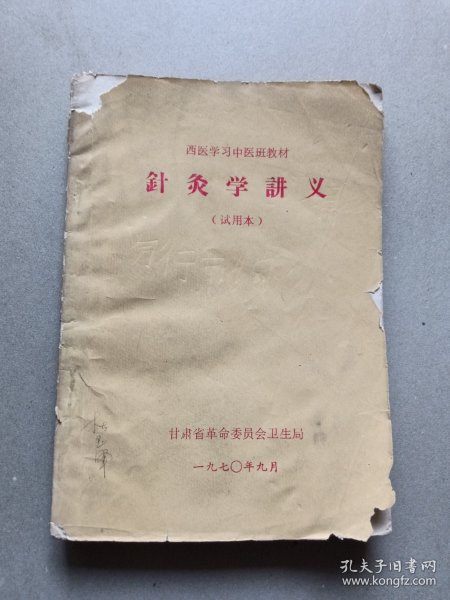 西医学习中医班教材
針灸学講义
（试用本）
甘肃省革命委员会卫生局
一九七〇年九月
孔夫子旧书网
www.kongfz.com